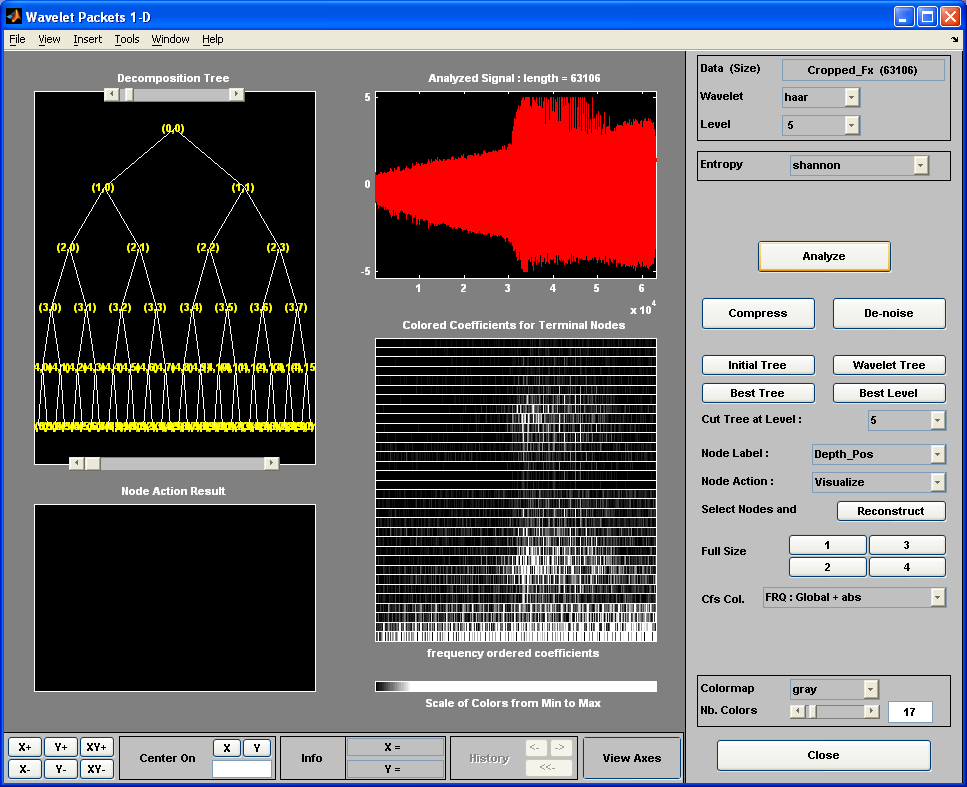 Wavelet Packets 1-D
File View Insert Tools Window Help
Decomposition Tree
(0,0)
(1,0) (1,1)
(2,0) (2,1) (2,2) (2,3)
(3,0) (3,1) (3,2) (3,3) (3,4) (3,5) (3,6) (3,7)
Node Action Result
Analyzed Signal : length = 63106
5
0
-5
1 2 3 4 5 6
x 10^4
Colored Coefficients for Terminal Nodes
frequency ordered coefficients
Scale of Colors from Min to Max
Data (Size) Cropped_Fx (63106)
Wavelet haar
Level 5
Entropy shannon
Analyze
Compress De-noise
Initial Tree Wavelet Tree
Best Tree Best Level
Cut Tree at Level : 5
Node Label : Depth_Pos
Node Action : Visualize
Select Nodes and Reconstruct
Full Size 1 3
2 4
Cfs Col. FRQ : Global + abs
Colormap gray
Nb. Colors 17
Close
X+ Y+ XY+
X- Y- XY-
Center On X Y
Info X =
Y =
History <- ->
<<-
View Axes